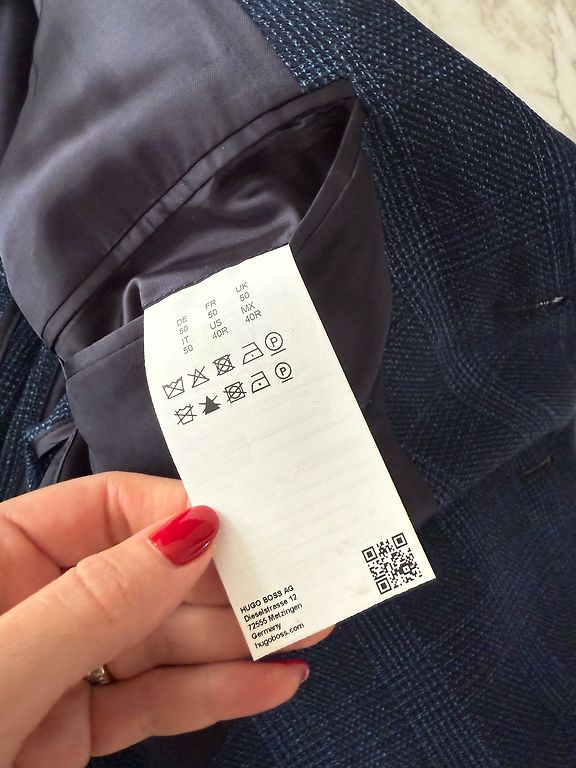 DE FR UK
50 50 50
IT US MX
50 40R 40R
P
P
HUGO BOSS AG
Dieselstrasse 12
72555 Metzingen
Germany
hugoboss.com